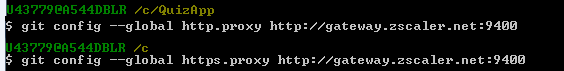 U43779@A544DBLR /c/QuizApp
$ git config --global http.proxy http://gateway.zscaler.net:9400
U43779@A544DBLR /c
$ git config --global https.proxy http://gateway.zscaler.net:9400